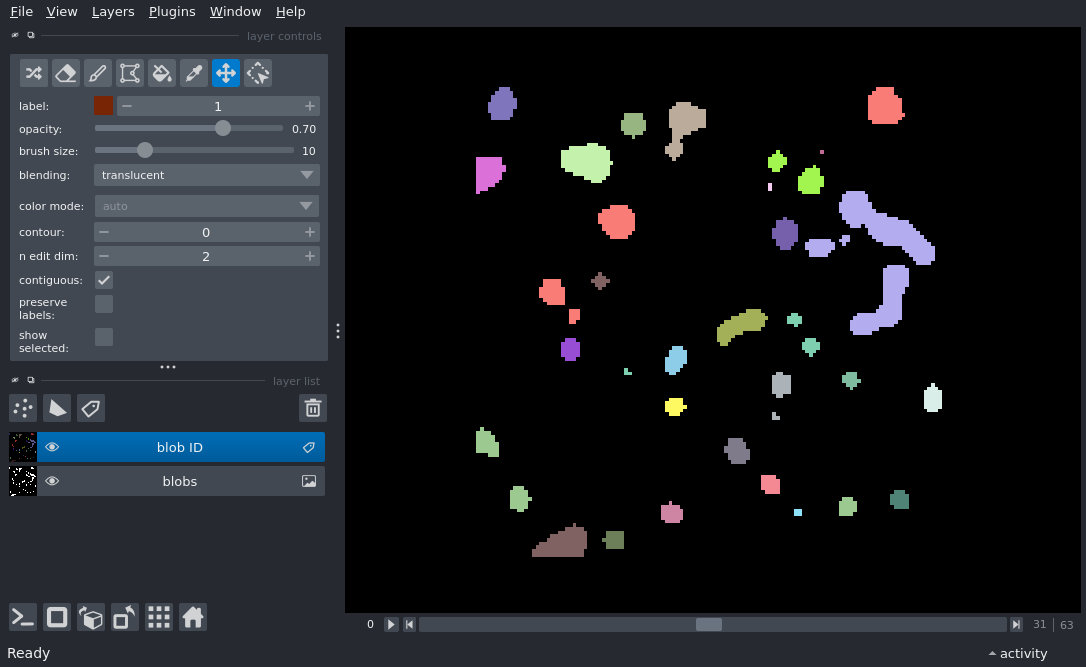 File View Layers Plugins Window Help
layer controls
label: 1
opacity: 0.70
brush size: 10
blending: translucent
color mode: auto
contour: 0
n edit dim: 2
contiguous:
preserve
labels:
show
selected:
layer list
blob ID
blobs
0 31 | 63
Ready activity